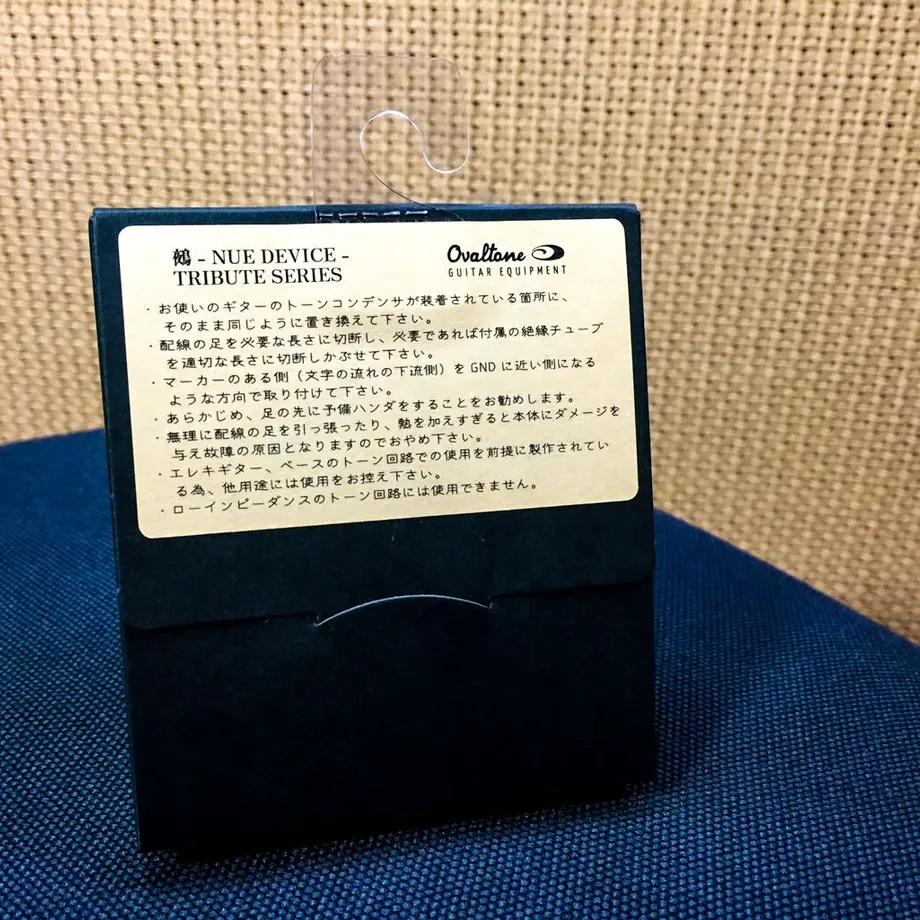 鵺 - NUE DEVICE -
TRIBUTE SERIES
Ovaltone
GUITAR EQUIPMENT
・お使いのギターのトーンコンデンサが装着されている箇所に、
そのまま同じように置き換えて下さい。
・配線の足を必要な長さに切断し、必要であれば付属の絶縁チューブ
を適切な長さに切断しかぶせて下さい。
・マーカーのある側（文字の流れの下流側）を GND に近い側になる
ような方向で取り付けて下さい。
・あらかじめ、足の先に予備ハンダをすることをお勧めします。
・無理に配線の足を引っ張ったり、熱を加えすぎると本体にダメージを
与え故障の原因となりますのでおやめ下さい。
・エレキギター、ベースのトーン回路での使用を前提に製作されてい
る為、他用途には使用をお控え下さい。
・ローインピーダンスのトーン回路には使用できません。